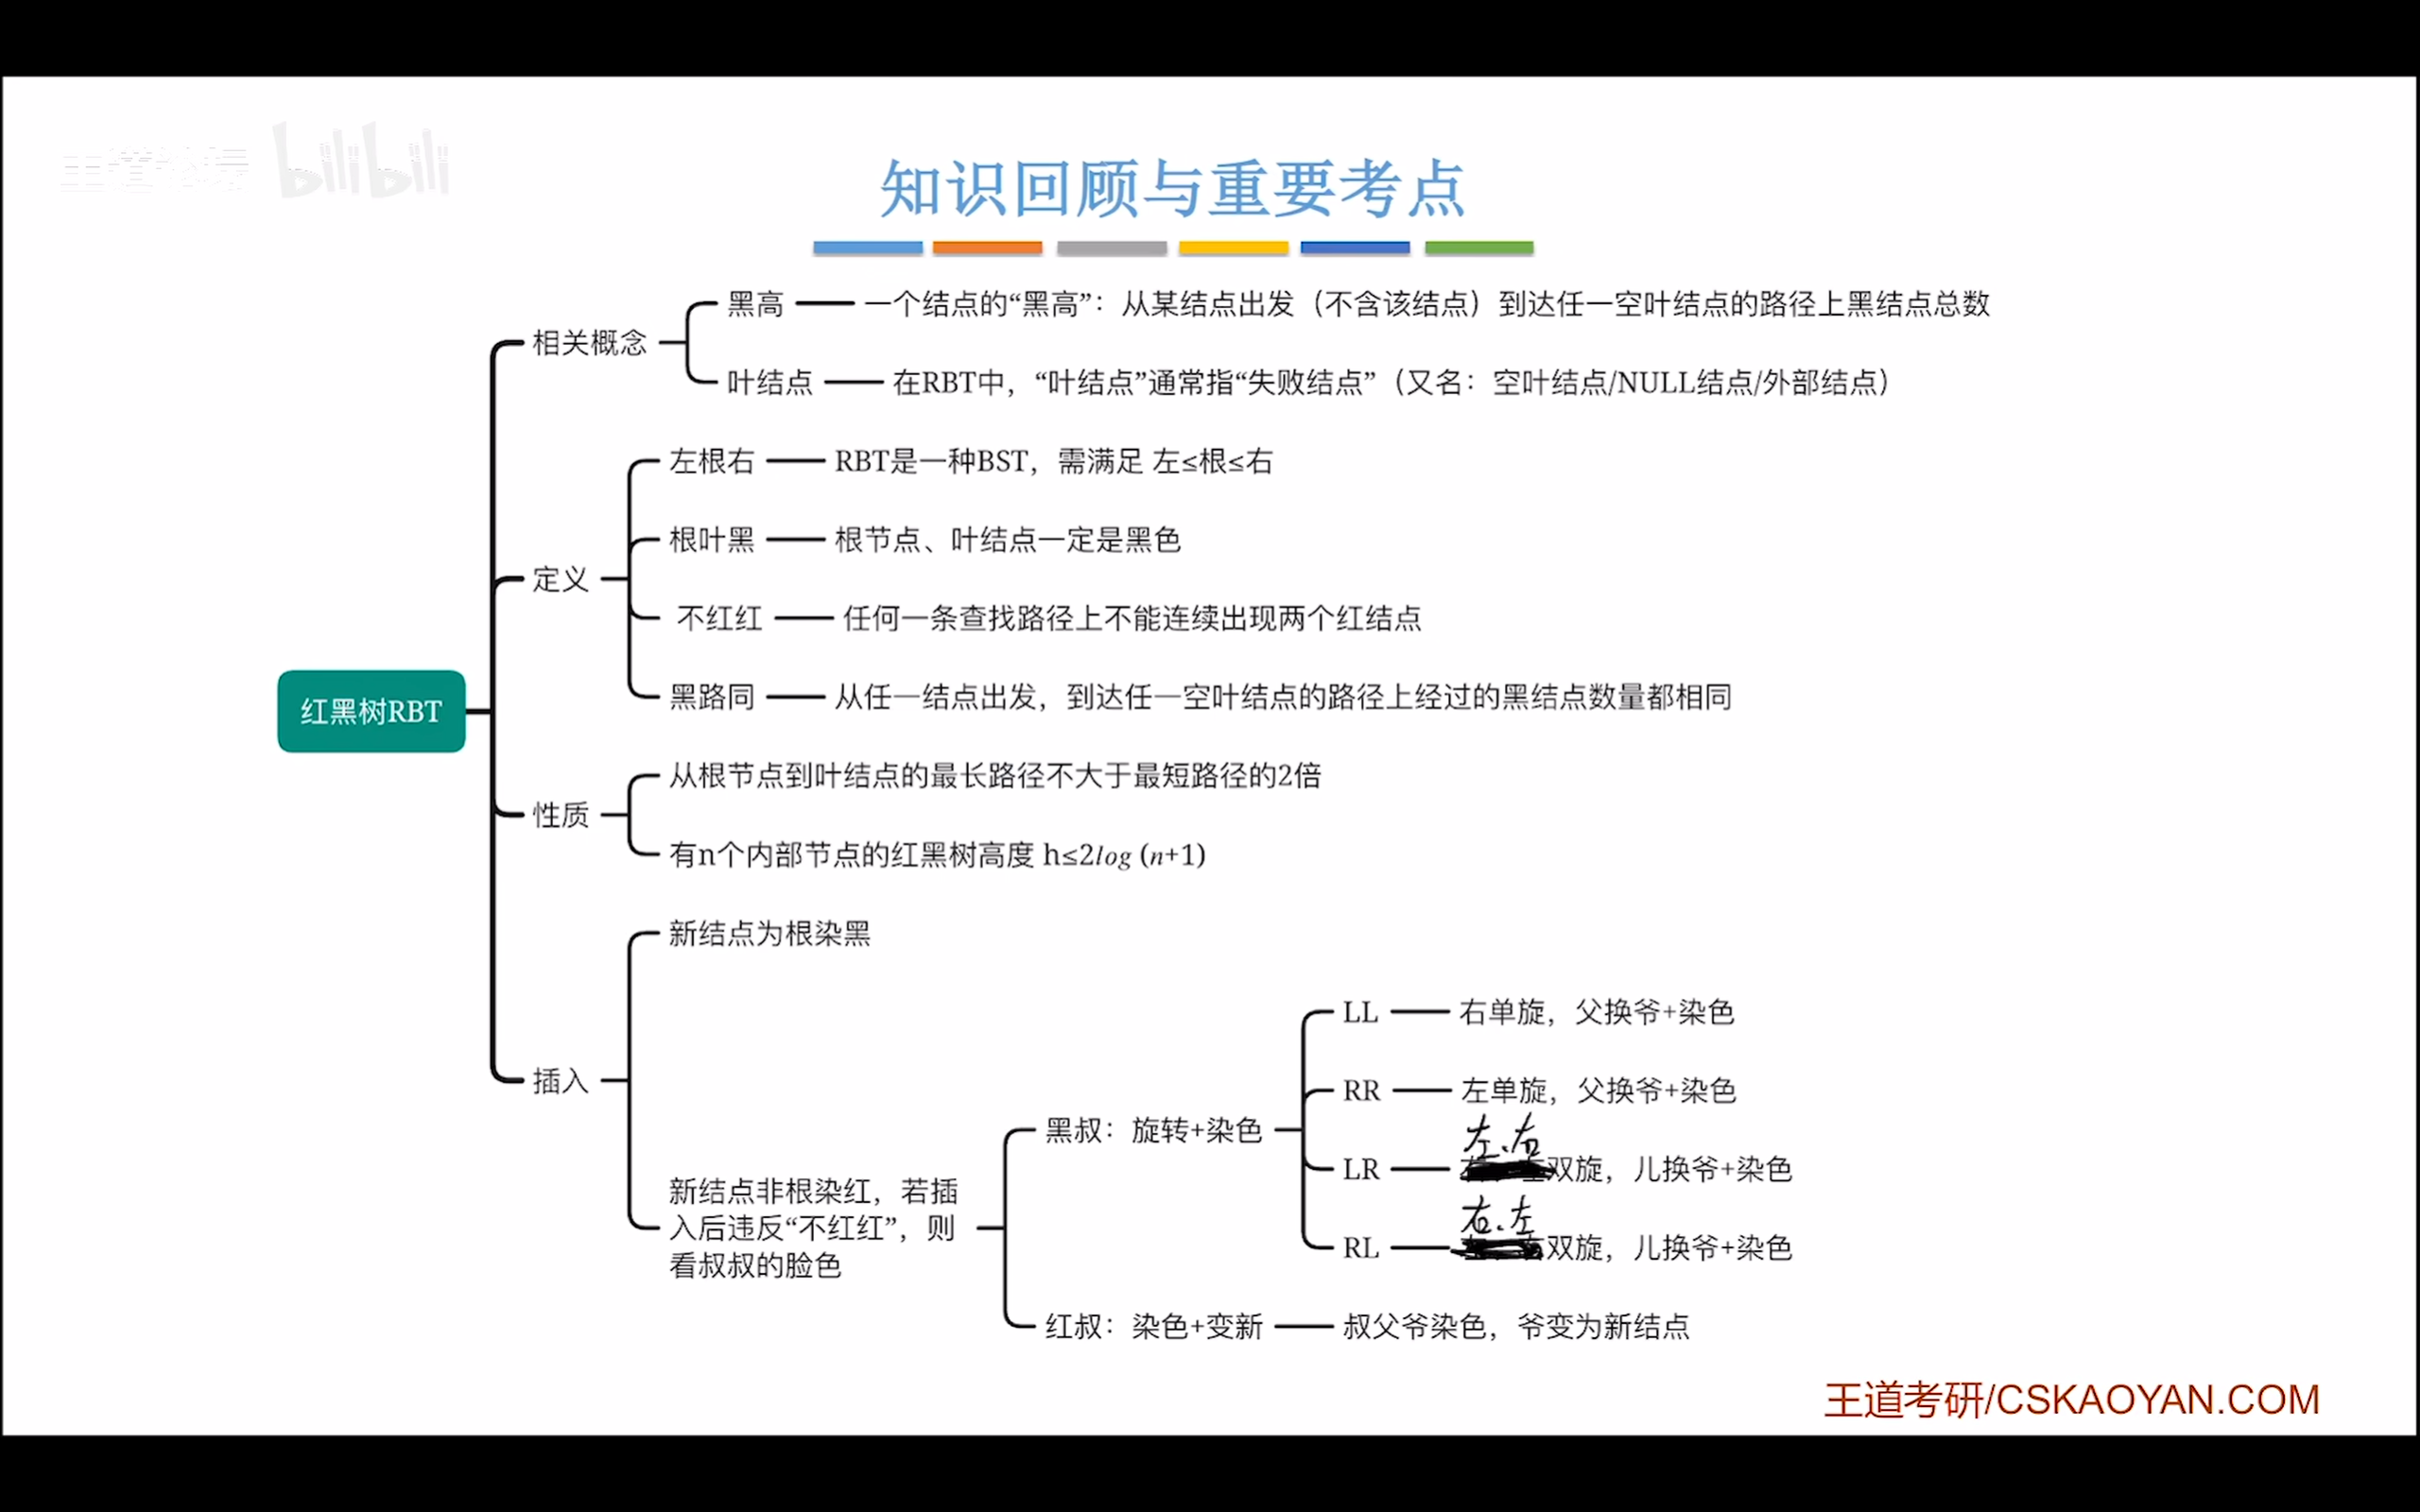 bilibili
知识回顾与重要考点
黑高 一个结点的“黑高”：从某结点出发（不含该结点）到达任一空叶结点的路径上黑结点总数
相关概念
叶结点 在RBT中，“叶结点”通常指“失败结点”（又名：空叶结点/NULL结点/外部结点）
左根右 RBT是一种BST，需满足 左≤根≤右
根叶黑 根节点、叶结点一定是黑色
定义
不红红 任何一条查找路径上不能连续出现两个红结点
黑路同 从任一结点出发，到达任一空叶结点的路径上经过的黑结点数量都相同
红黑树RBT
从根节点到叶结点的最长路径不大于最短路径的2倍
性质
有n个内部节点的红黑树高度 h≤2log (n+1)
新结点为根染黑
插入
新结点非根染红，若插
入后违反“不红红”，则
看叔叔的脸色
黑叔：旋转+染色
LL 右单旋，父换爷+染色
RR 左单旋，父换爷+染色
左.右
LR 双旋，儿换爷+染色
右.左
RL 双旋，儿换爷+染色
红叔：染色+变新 叔父爷染色，爷变为新结点
王道考研/CSKAOYAN.COM